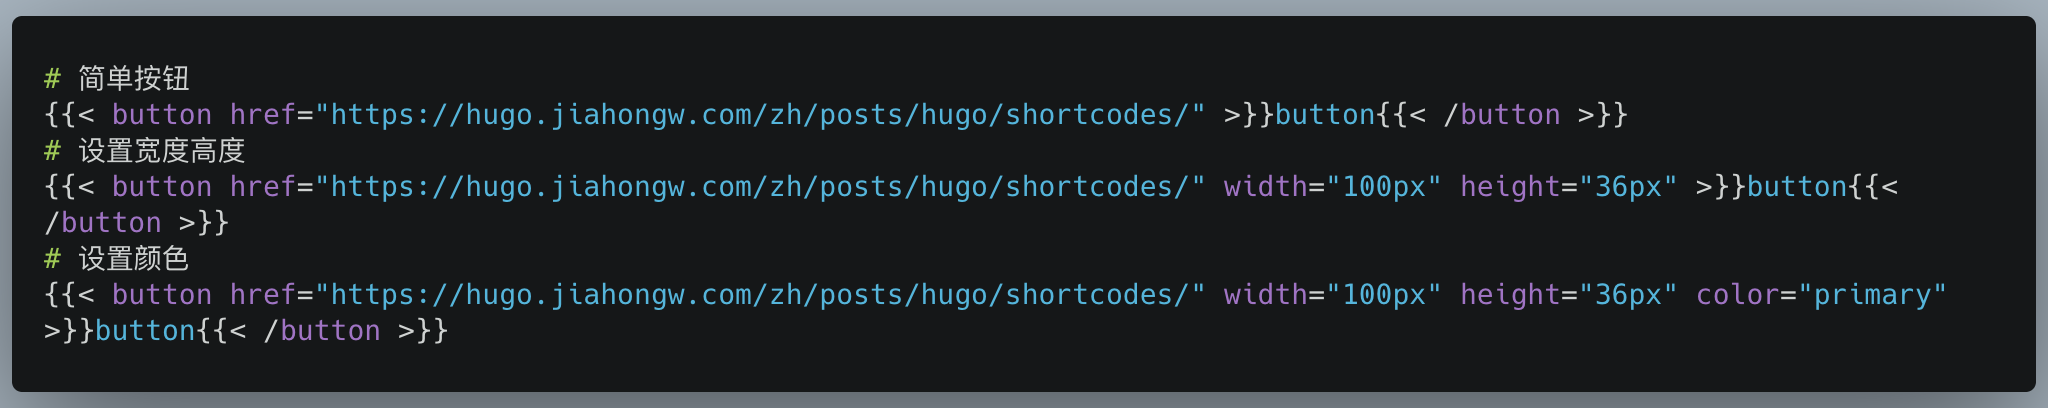 # 简单按钮
{{< button href="https://hugo.jiahongw.com/zh/posts/hugo/shortcodes/" >}}button{{< /button >}}
# 设置宽度高度
{{< button href="https://hugo.jiahongw.com/zh/posts/hugo/shortcodes/" width="100px" height="36px" >}}button{{<
/button >}}
# 设置颜色
{{< button href="https://hugo.jiahongw.com/zh/posts/hugo/shortcodes/" width="100px" height="36px" color="primary"
>}}button{{< /button >}}